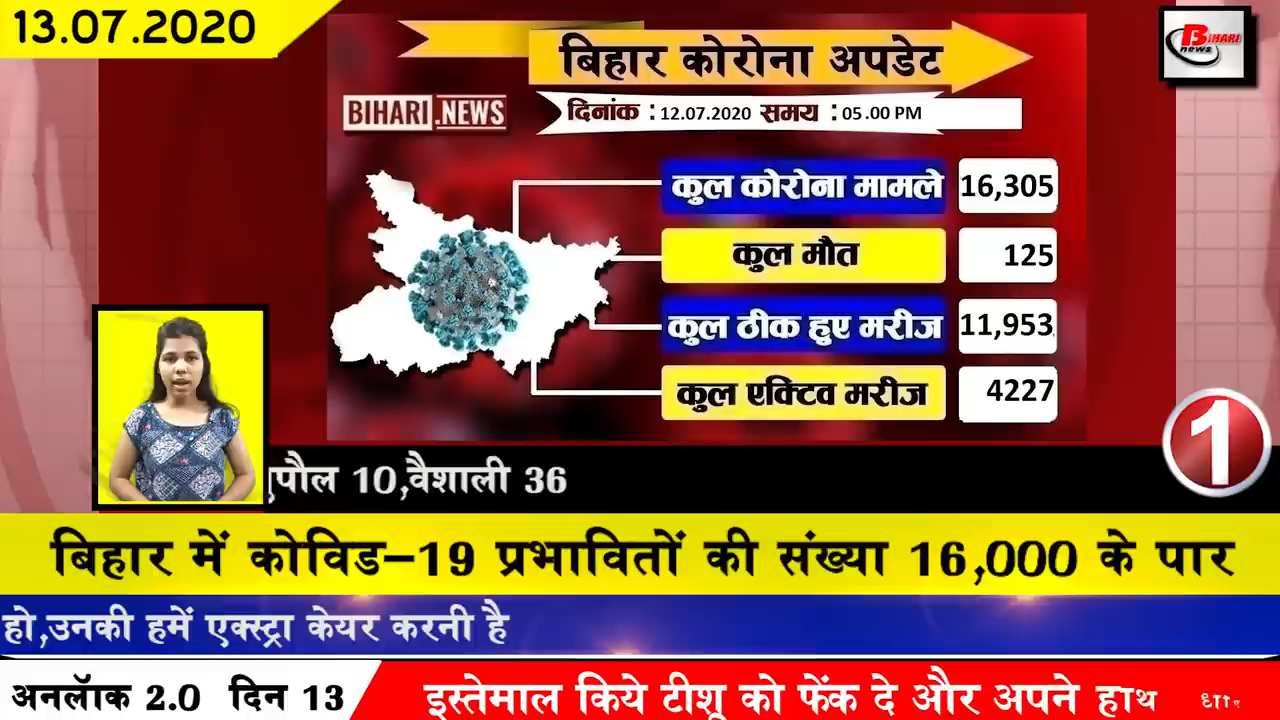 13.07.2020
बिहार कोरोना अपडेट
BIHARI NEWS
BIHARI.NEWS
दिनांक : 12.07.2020 समय : 05.00 PM
कुल कोरोना मामले 16,305
कुल मौत 125
कुल ठीक हुए मरीज 11,953
कुल एक्टिव मरीज 4227
1
पौल 10,वैशाली 36
बिहार में कोविड-19 प्रभावितों की संख्या 16,000 के पार
हो,उनकी हमें एक्स्ट्रा केयर करनी है
अनलॉक 2.0 दिन 13
इस्तेमाल किये टीशू को फेंक दे और अपने हाथ